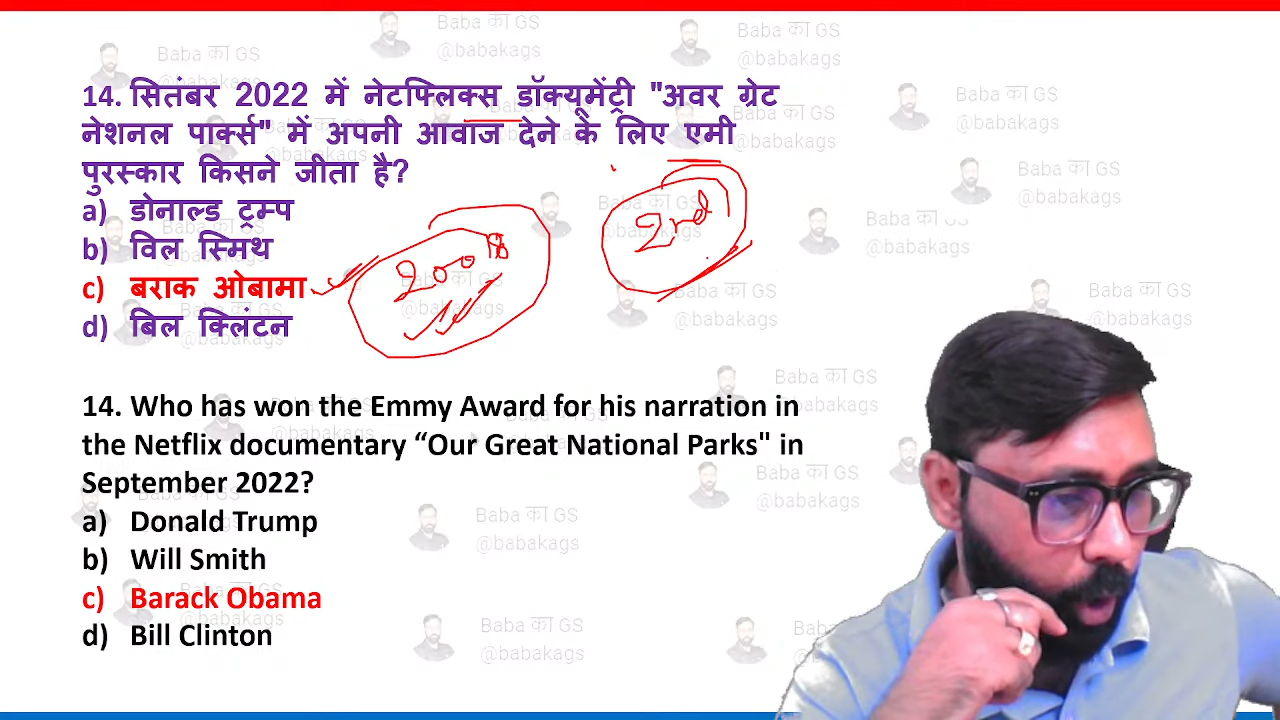 14. सितंबर 2022 में नेटफ्लिक्स डॉक्यूमेंट्री "अवर ग्रेट
नेशनल पार्क्स" में अपनी आवाज देने के लिए एमी
पुरस्कार किसने जीता है?
a) डोनाल्ड ट्रम्प
b) विल स्मिथ
c) बराक ओबामा
d) बिल क्लिंटन
2nd
14. Who has won the Emmy Award for his narration in
the Netflix documentary “Our Great National Parks" in
September 2022?
a) Donald Trump
b) Will Smith
c) Barack Obama
d) Bill Clinton
Baba का GS
@babakags